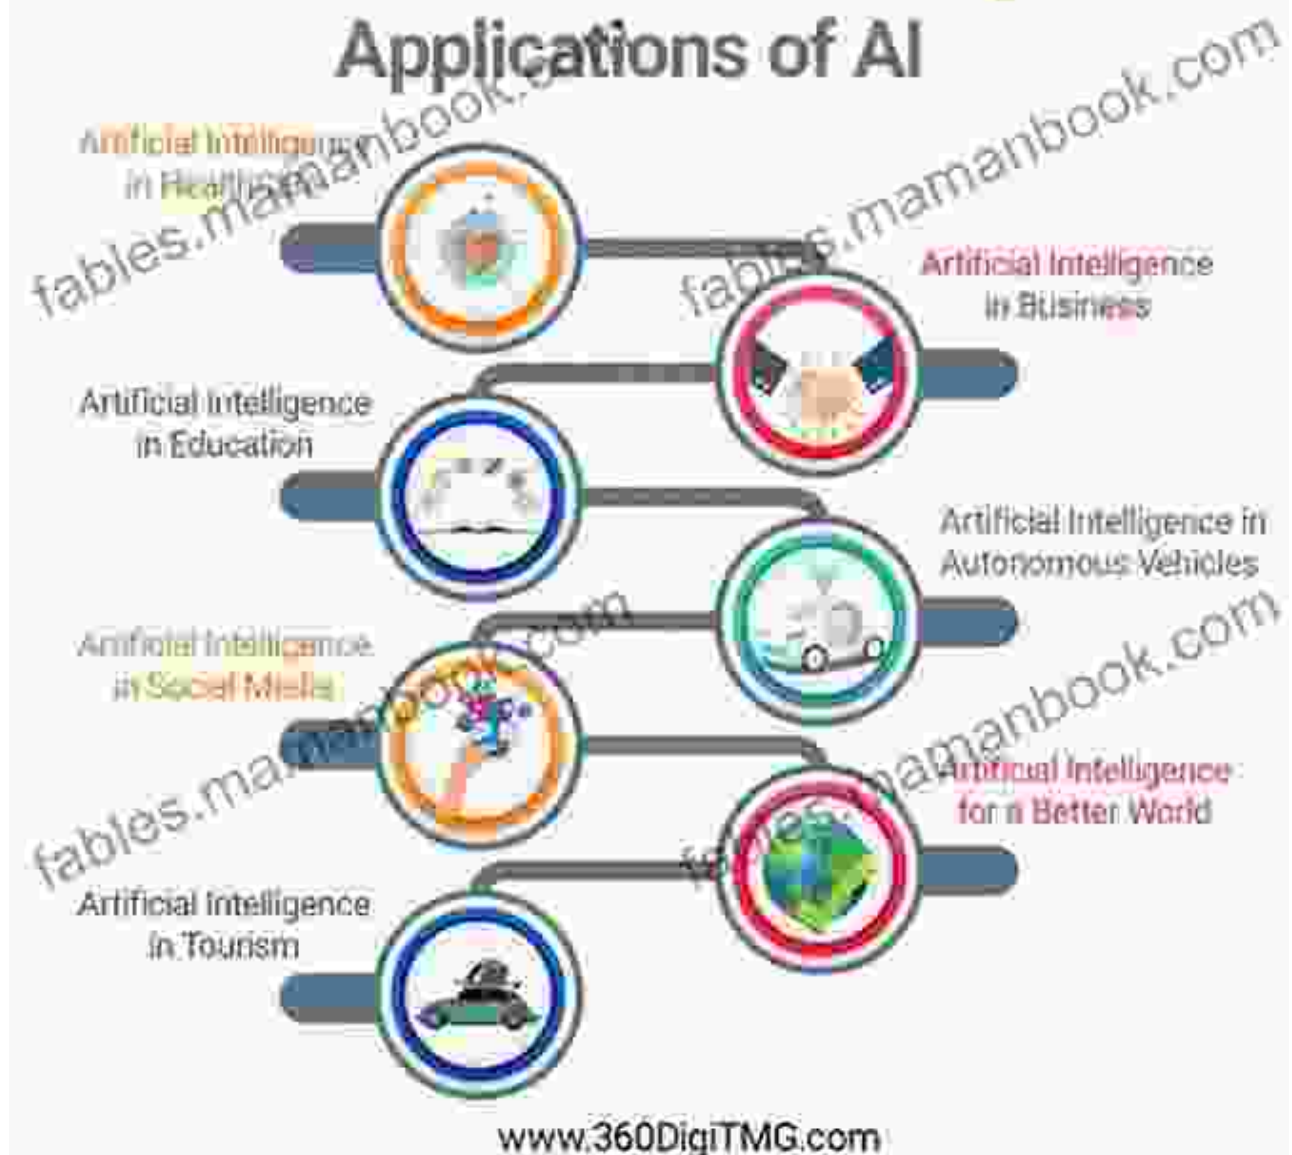 Applications of AI
Artificial Intelligence
in Healthcare
Artificial Intelligence
in Business
Artificial Intelligence
in Education
Artificial Intelligence in
Autonomous Vehicles
Artificial Intelligence
in Social Media
Artificial Intelligence
for a Better World
Artificial Intelligence
in Tourism
www.360DigiTMG.com
fables.mamanbook.com
fables.mamanbook.com
fables.mamanbook.com
fables.mamanbook.com